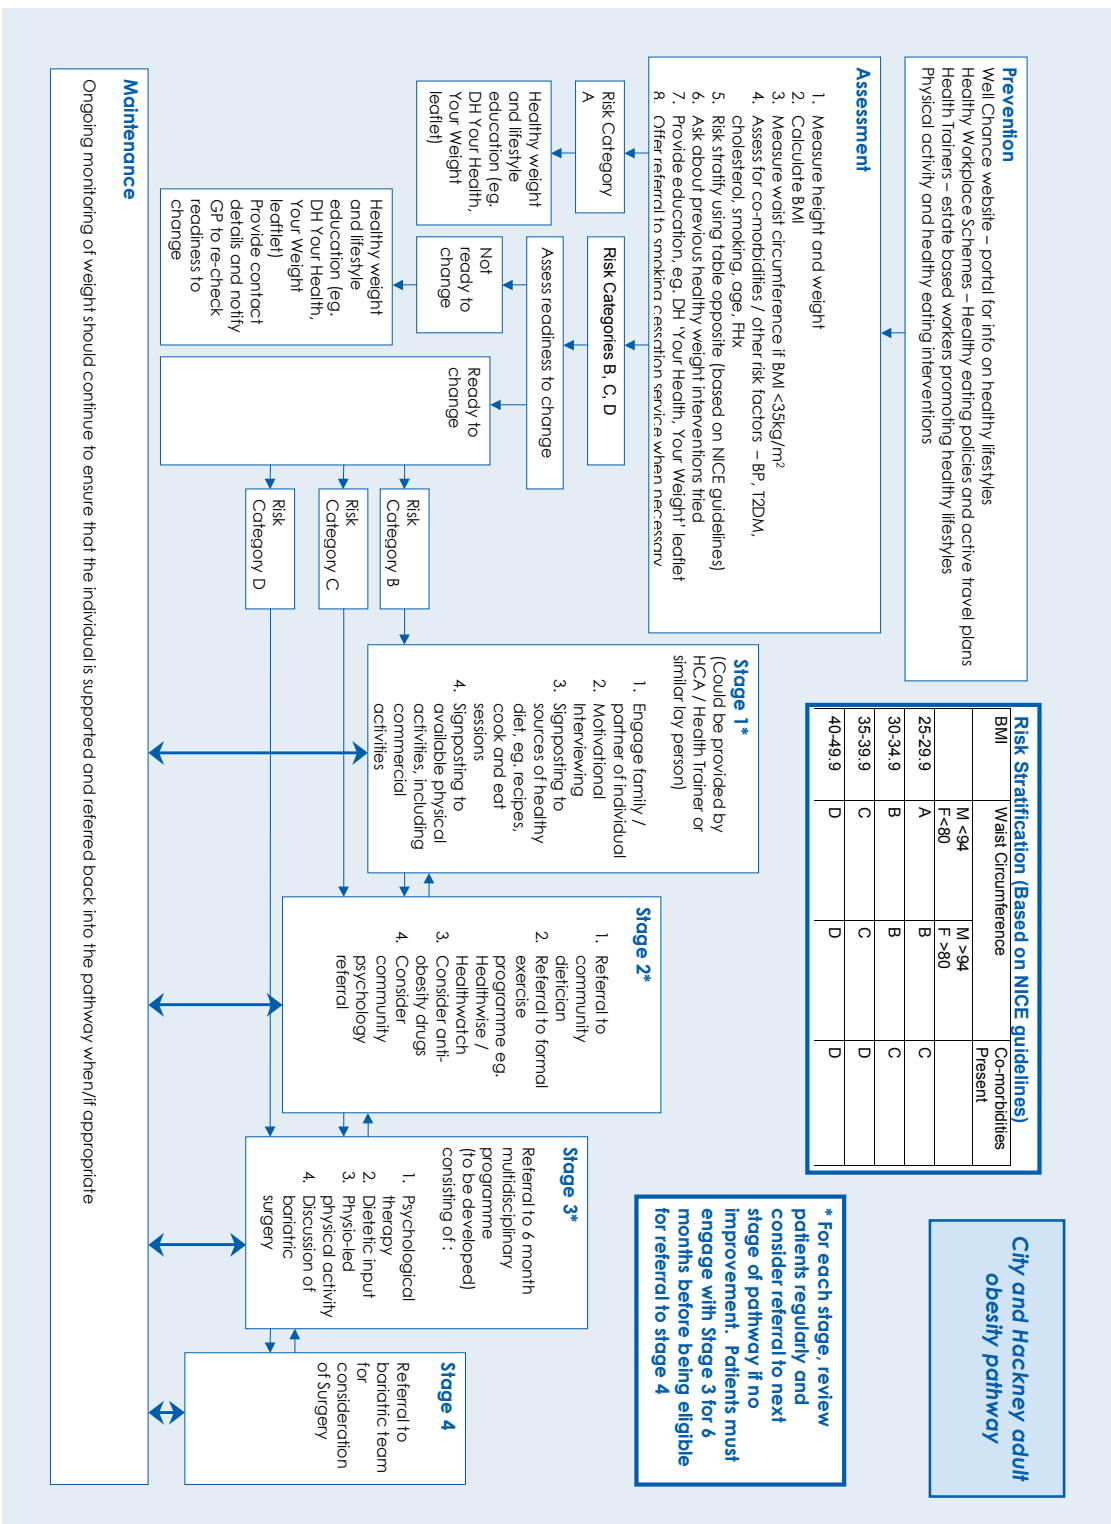 City and Hackney adult
obesity pathway
Prevention
Well Chance website – portal for info on healthy lifestyles
Healthy Workplace Schemes – Healthy eating policies and active travel plans
Health Trainers – estate based workers promoting healthy lifestyles
Physical activity and healthy eating interventions
Risk Stratification (Based on NICE guidelines)
BMI Waist Circumference Co-morbidities
Present
M <94 M >94
F<80 F >80
25-29.9 A B C
30-34.9 B B C
35-39.9 C C D
40-49.9 D D D
Assessment
1. Measure height and weight
2. Calculate BMI
3. Measure waist circumference if BMI <35kg/m²
4. Assess for co-morbidities / other risk factors – BP, T2DM,
cholesterol, smoking, age, FHx
5. Risk stratify using table opposite (based on NICE guidelines)
6. Ask about previous healthy weight interventions tried
7. Provide education, eg. DH 'Your Health, Your Weight' leaflet
8. Offer referral to smoking cessation service when necessary
* For each stage, review
patients regularly and
consider referral to next
stage of pathway if no
improvement. Patients must
engage with Stage 3 for 6
months before being eligible
for referral to stage 4
Risk Category
A
Risk Categories B, C, D
Healthy weight
and lifestyle
education (eg.
DH Your Health,
Your Weight
leaflet)
Assess readiness to change
Not
ready to
change
Ready to
change
Healthy weight
and lifestyle
education (eg.
DH Your Health,
Your Weight
leaflet)
Provide contact
details and notify
GP to re-check
readiness to
change
Risk
Category B
Risk
Category C
Risk
Category D
Stage 1*
(Could be provided by
HCA / Health Trainer or
similar lay person)
1. Engage family /
partner of individual
2. Motivational
Interviewing
3. Signposting to
sources of healthy
diet, eg. recipes,
cook and eat
sessions
4. Signposting to
available physical
activities, including
commercial
activities
Stage 2*
1. Referral to
community
dietician
2. Referral to formal
exercise
programme eg.
Healthwise /
Healthwatch
3. Consider anti-
obesity drugs
4. Consider
community
psychology
referral
Stage 3*
Referral to 6 month
multidisciplinary
programme
(to be developed)
consisting of :
1. Psychological
therapy
2. Dietetic input
3. Physio-led
physical activity
4. Discussion of
bariatric
surgery
Stage 4
Referral to
bariatric team
for
consideration
of Surgery
Maintenance
Ongoing monitoring of weight should continue to ensure that the individual is supported and referred back into the pathway when/if appropriate